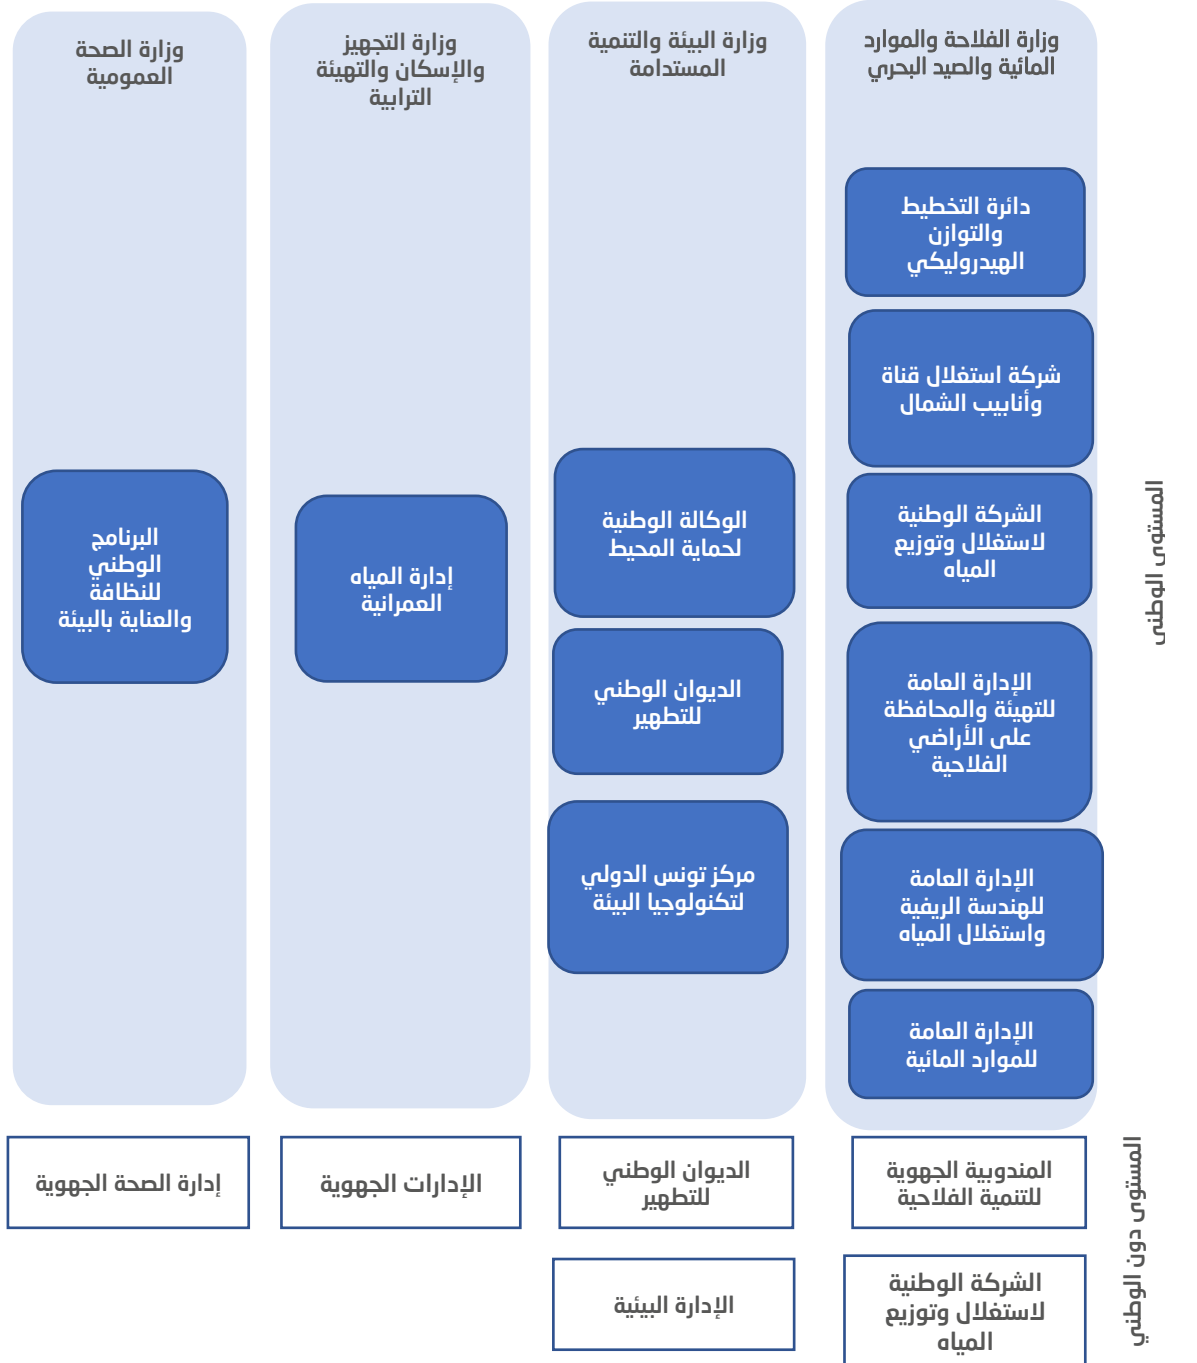 وزارة الفلاحة والموارد
المائية والصيد البحري
دائرة التخطيط
والتوازن
الهيدروليكي
شركة استغلال قناة
وأنابيب الشمال
الشركة الوطنية
لاستغلال وتوزيع
المياه
الإدارة العامة
للتهيئة والمحافظة
على الأراضي
الفلاحية
الإدارة العامة
للهندسة الريفية
واستغلال المياه
الإدارة العامة
للموارد المائية
وزارة البيئة والتنمية
المستدامة
الوكالة الوطنية
لحماية المحيط
الديوان الوطني
للتطهير
مركز تونس الدولي
لتكنولوجيا البيئة
وزارة التجهيز
والإسكان والتهيئة
الترابية
إدارة المياه
العمرانية
وزارة الصحة
العمومية
البرنامج
الوطني
للنظافة
والعناية بالبيئة
المستوى الوطني
المندوبية الجهوية
للتنمية الفلاحية
الديوان الوطني
للتطهير
الإدارات الجهوية
إدارة الصحة الجهوية
الشركة الوطنية
لاستغلال وتوزيع
المياه
الإدارة البيئية
المستوى دون الوطني